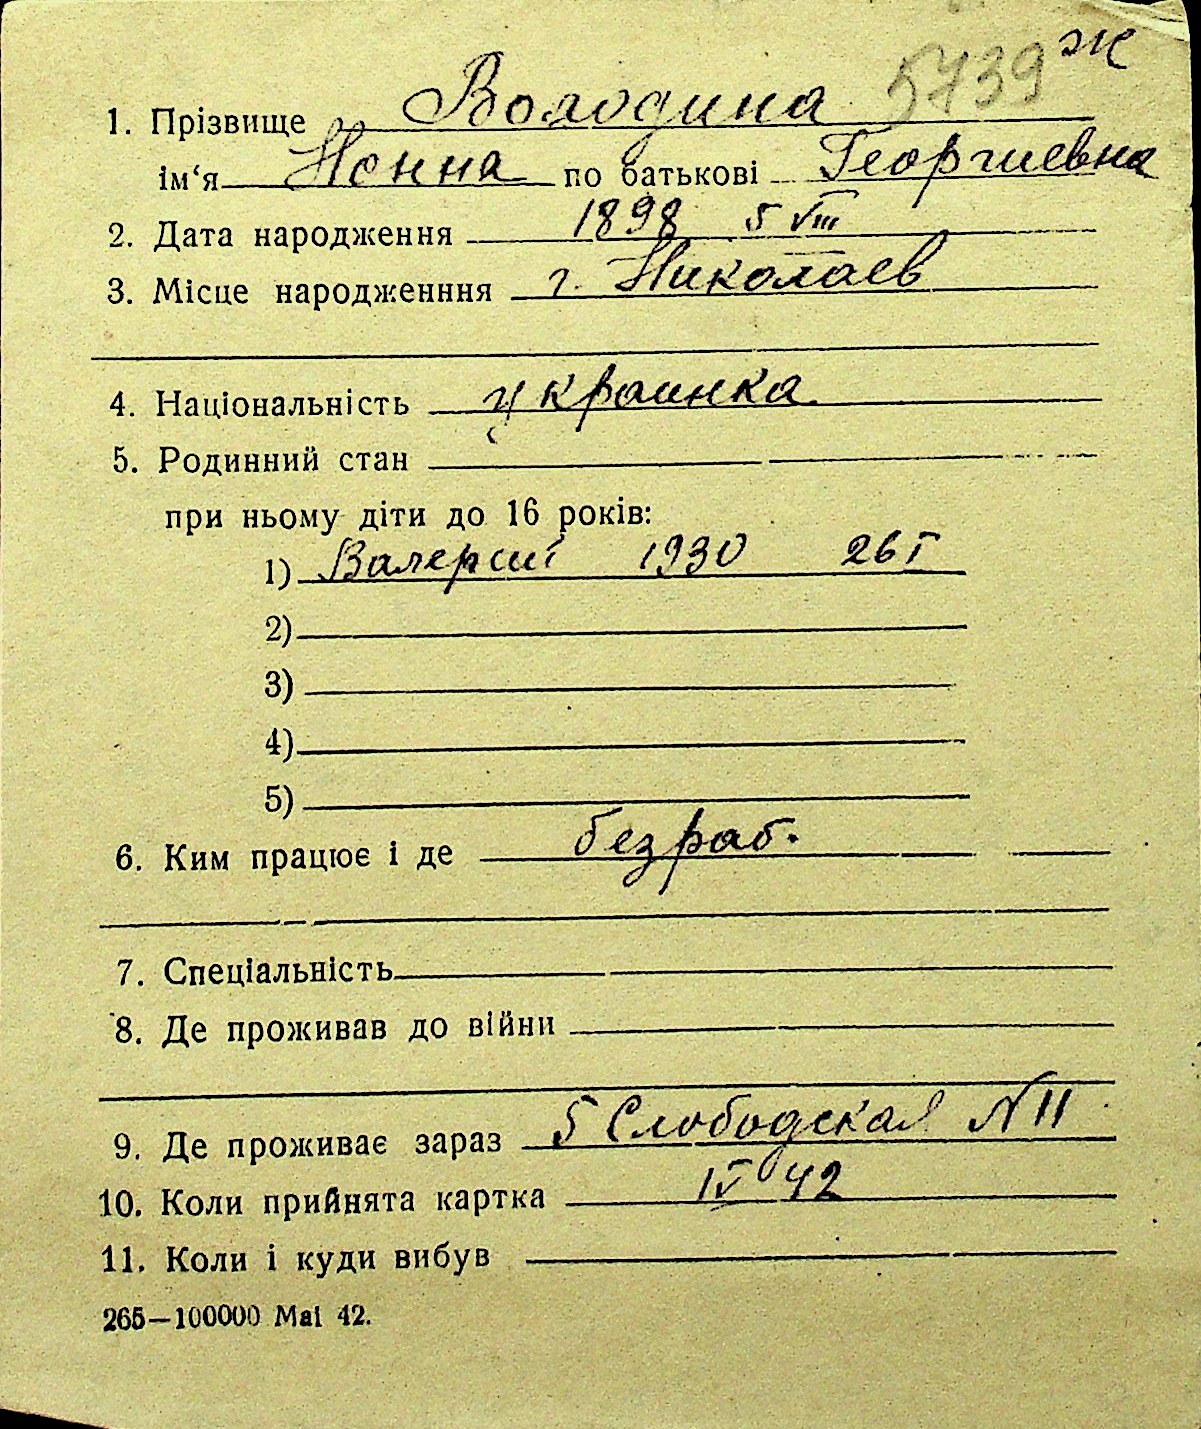 5739 Ж
1. Прізвище Володина
ім‘я Нонна по батькові Георгиевна
2. Дата народження 1898 5 VIII
3. Місце народженння г. Николаев
4. Національність украинка
5. Родинний стан
при ньому діти до 16 років:
1) Валерий 1930 26 I
2)
3)
4)
5)
6. Ким працює і де безраб.
7. Спеціальність
8. Де проживав до війни
9. Де проживає зараз 5 Слободская N 11
10. Коли прийнята картка IV 42
11. Коли і куди вибув
265—100000 Mai 42.